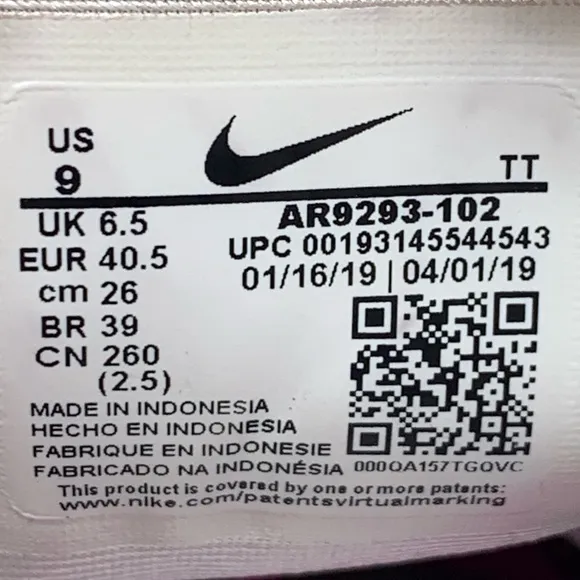 US
9
TT
UK 6.5
EUR 40.5
cm 26
BR 39
CN 260
(2.5)
AR9293-102
UPC 00193145544543
01/16/19 | 04/01/19
MADE IN INDONESIA
HECHO EN INDONESIA
FABRIQUE EN INDONESIE
FABRICADO NA INDONÉSIA
000QA157TGQVC
This product is covered by one or more patents:
www.nike.com/patentsvirtualmarking